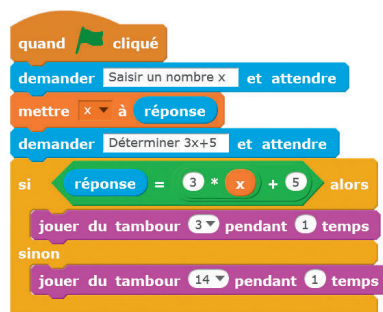 quand cliqué
demander Saisir un nombre x et attendre
mettre x à réponse
demander Déterminer 3x+5 et attendre
si réponse = 3 * x + 5 alors
jouer du tambour 3 pendant 1 temps
sinon
jouer du tambour 14 pendant 1 temps